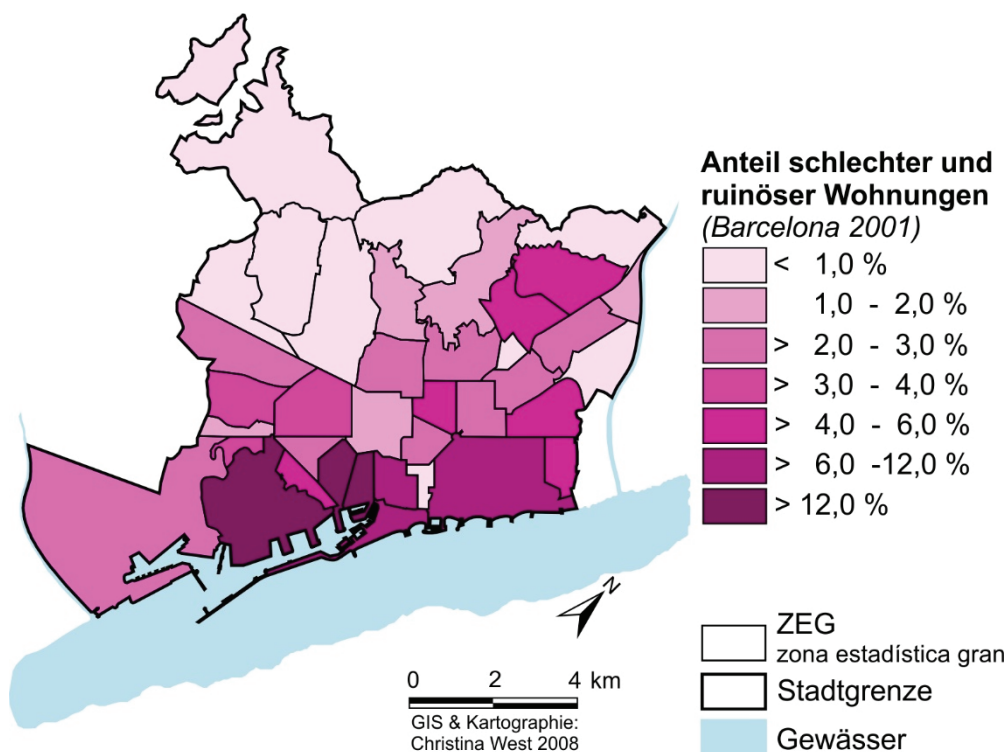 Anteil schlechter und
ruinöser Wohnungen
(Barcelona 2001)
< 1,0 %
1,0 - 2,0 %
> 2,0 - 3,0 %
> 3,0 - 4,0 %
> 4,0 - 6,0 %
> 6,0 -12,0 %
> 12,0 %
N
0 2 4 km
GIS & Kartographie:
Christina West 2008
ZEG
zona estadística gran
Stadtgrenze
Gewässer